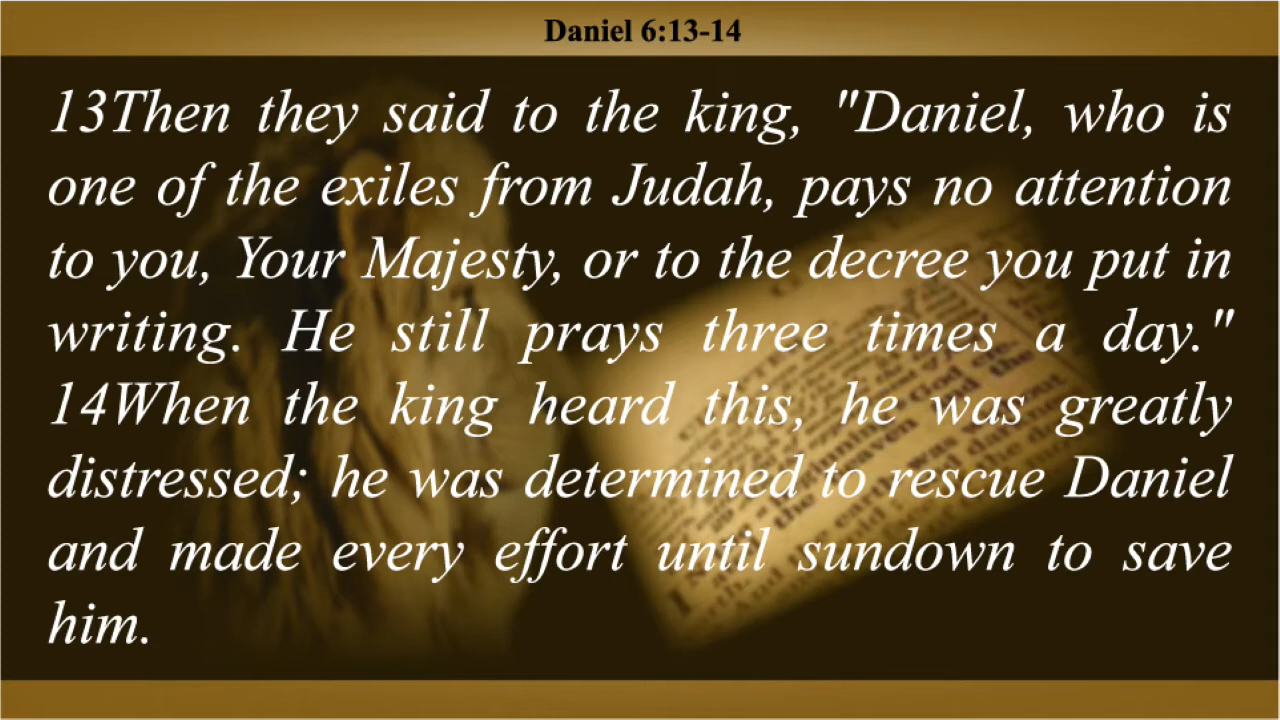 Daniel 6:13-14
13Then they said to the king, "Daniel, who is
one of the exiles from Judah, pays no attention
to you, Your Majesty, or to the decree you put in
writing. He still prays three times a day."
14When the king heard this, he was greatly
distressed; he was determined to rescue Daniel
and made every effort until sundown to save
him.